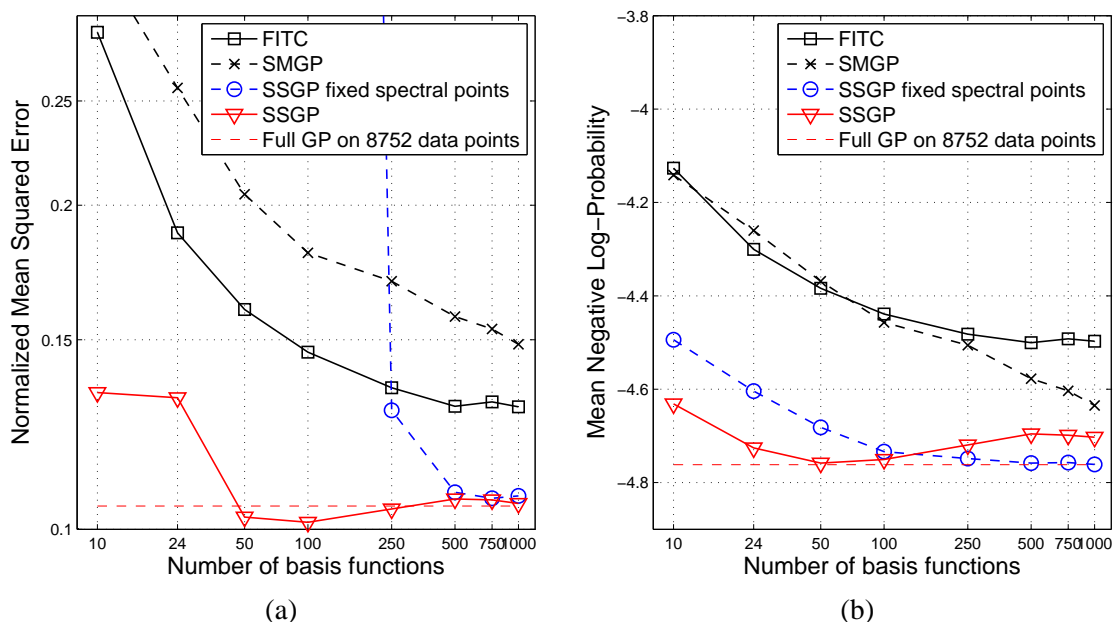 Normalized Mean Squared Error
0.25
0.2
0.15
0.1
FITC
SMGP
SSGP fixed spectral points
SSGP
Full GP on 8752 data points
10 24 50 100 250 500 750 1000
Number of basis functions
(a)
Mean Negative Log−Probability
−3.8
−4
−4.2
−4.4
−4.6
−4.8
FITC
SMGP
SSGP fixed spectral points
SSGP
Full GP on 8752 data points
10 24 50 100 250 500 750 1000
Number of basis functions
(b)